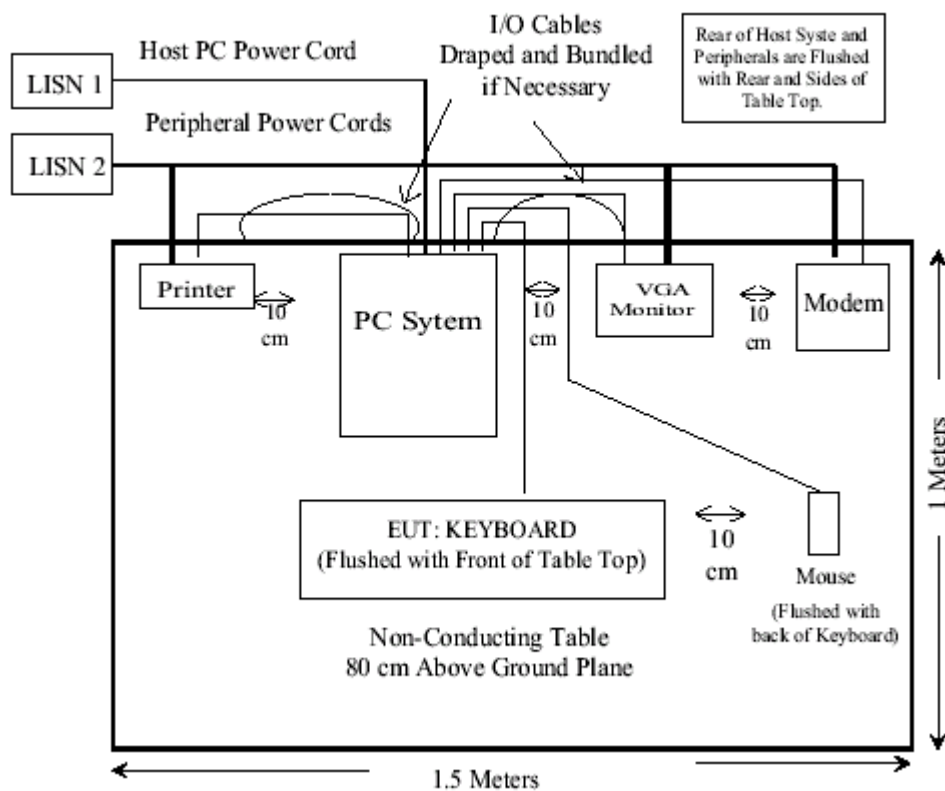 I/O Cables
Draped and Bundled
if Necessary
Rear of Host Syste and
Peripherals are Flushed
with Rear and Sides of
Table Top.
Host PC Power Cord
LISN 1
Peripheral Power Cords
LISN 2
Printer
10
cm
PC Sytem
10
cm
VGA
Monitor
10
cm
Modem
1 Meters
EUT: KEYBOARD
(Flushed with Front of Table Top)
10
cm
Mouse
(Flushed with
back of Keyboard)
Non-Conducting Table
80 cm Above Ground Plane
1.5 Meters